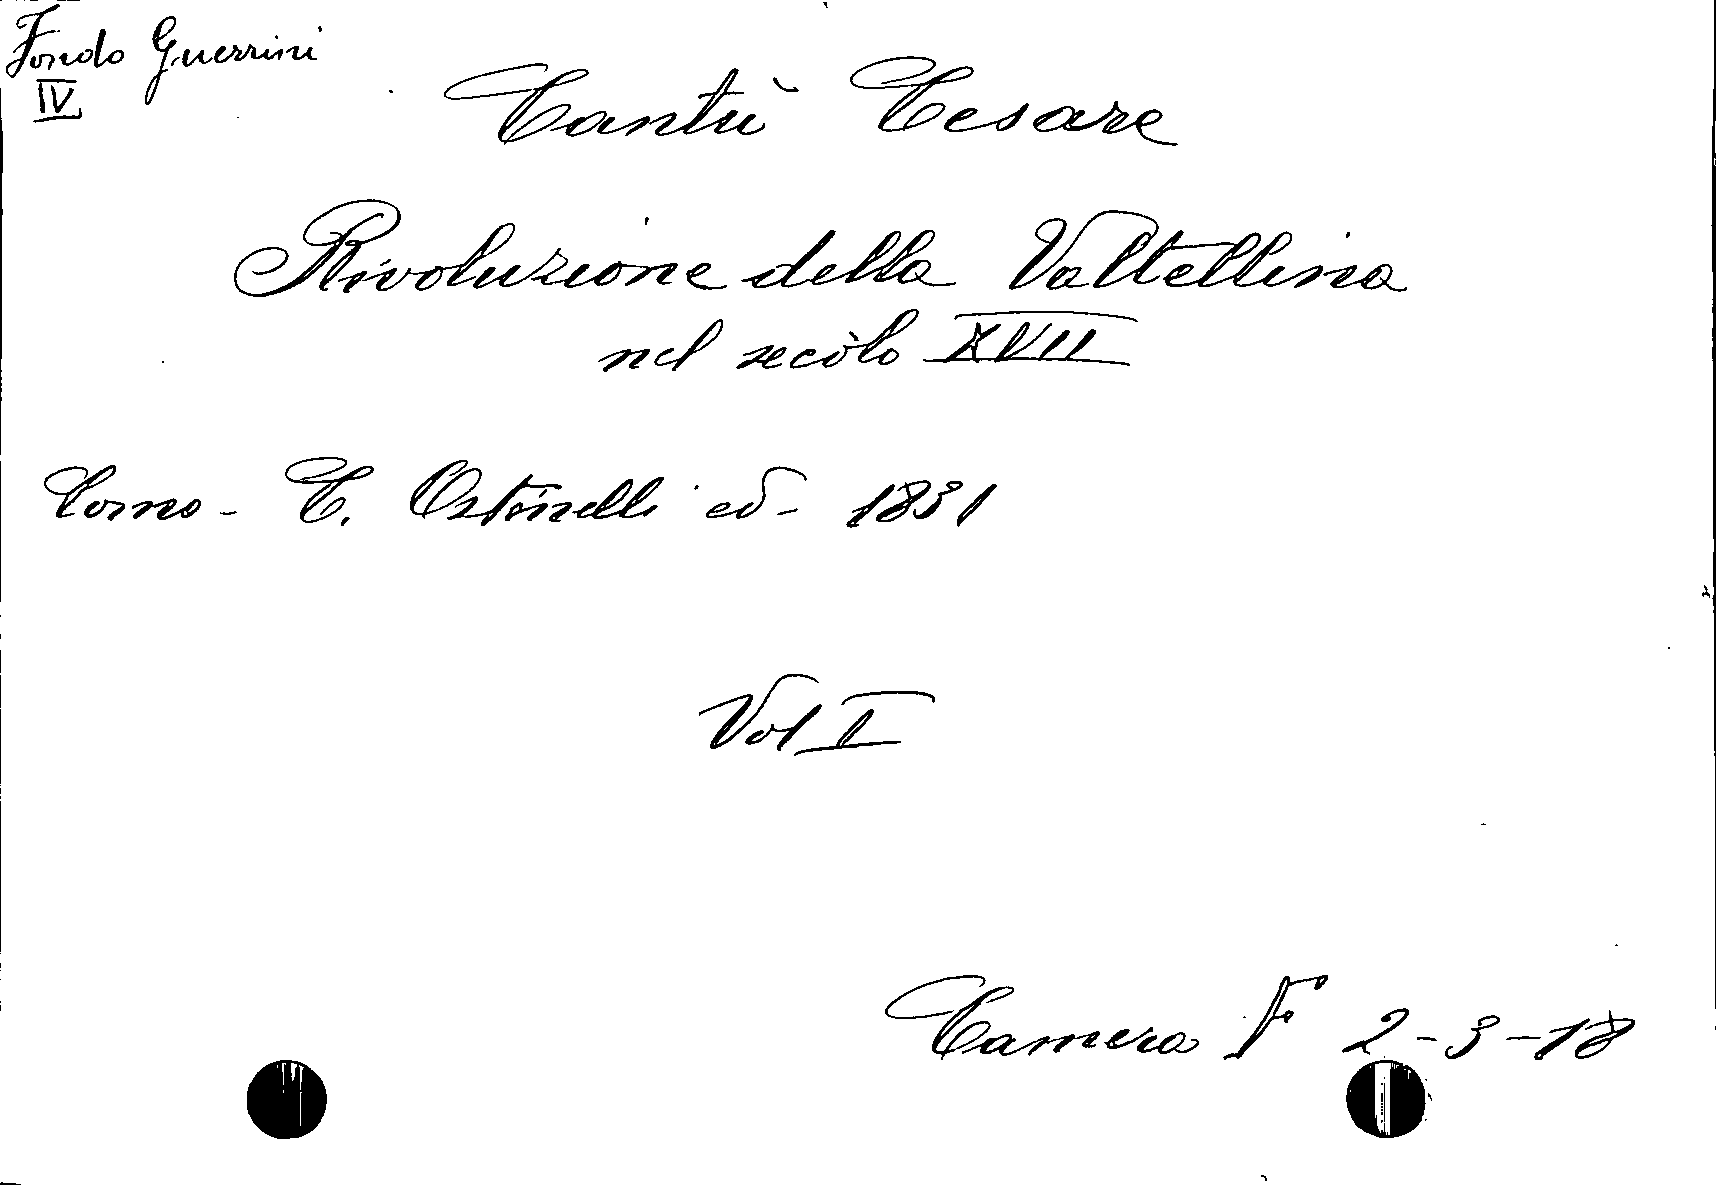 Fondo Guerrini
IV
Cantù Cesare
Rivoluzione della Valtellina
nel secolo XVII
Como - C. Ostinelli ed - 1831
Vol I
Camera F 2-3-18